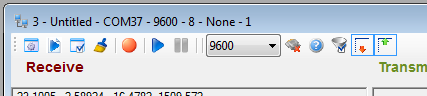 3 - Untitled - COM37 - 9600 - 8 - None - 1
9600
Receive
Transm